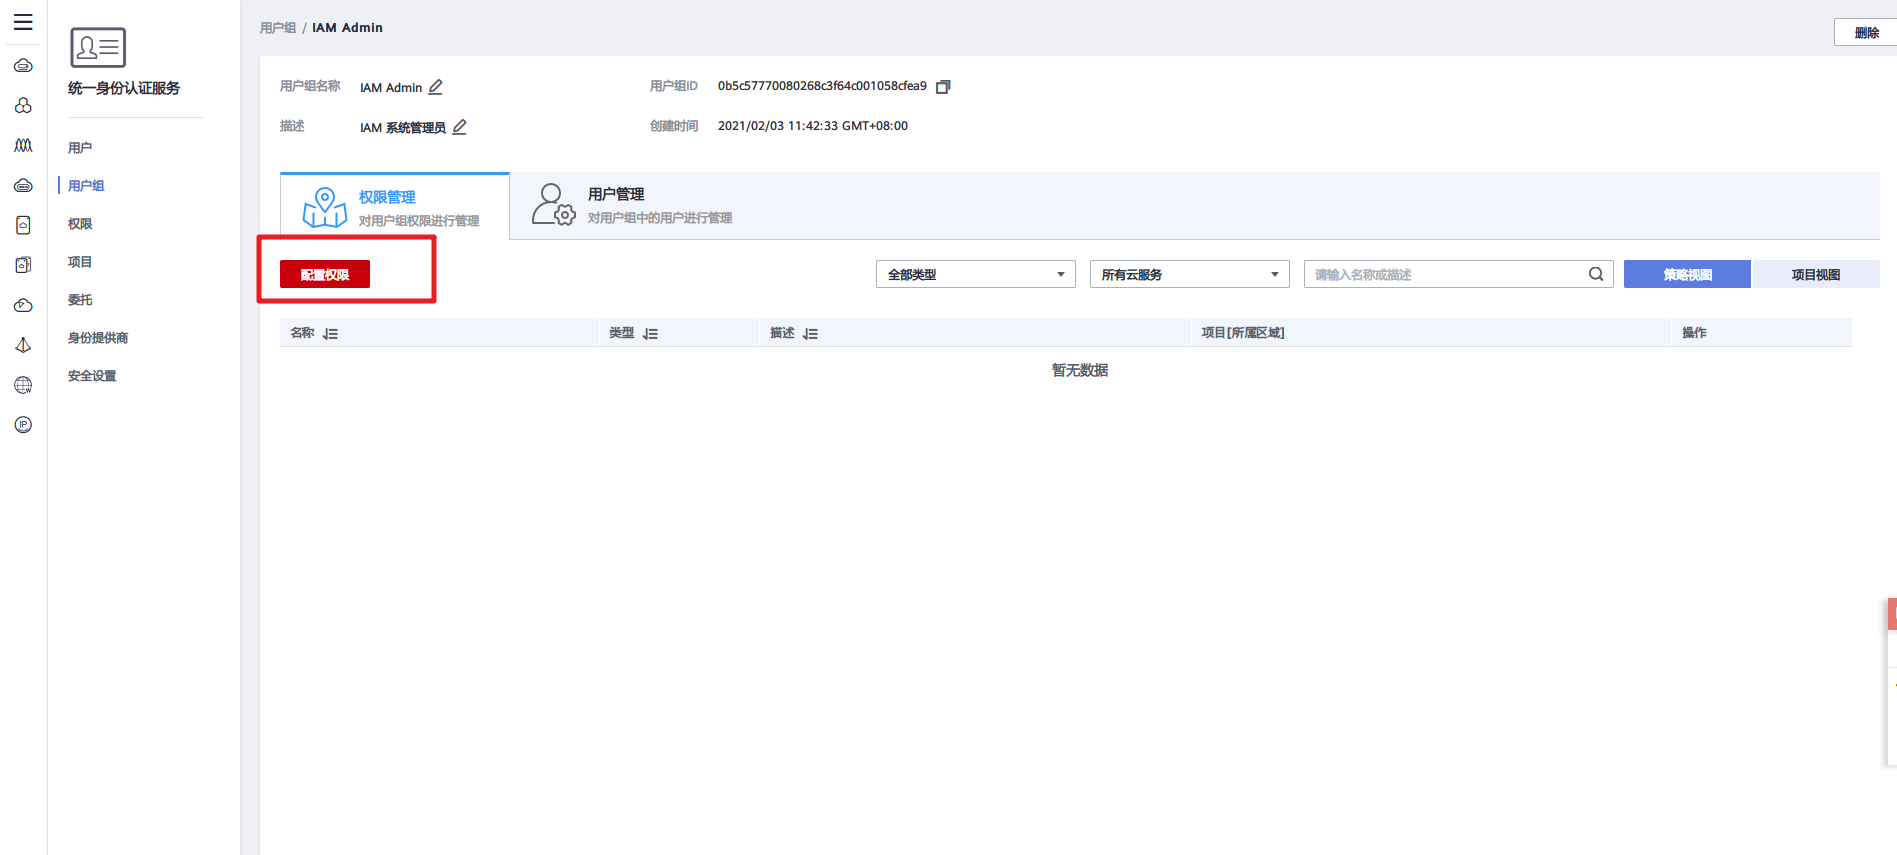 用户组 / IAM Admin
删除
统一身份认证服务
用户
用户组
权限
项目
委托
身份提供商
安全设置
用户组名称 IAM Admin
用户组ID 0b5c57770080268c3f64c001058cfea9
描述 IAM 系统管理员
创建时间 2021/02/03 11:42:33 GMT+08:00
权限管理
对用户组权限进行管理
用户管理
对用户组中的用户进行管理
配置权限
全部类型
所有云服务
请输入名称或描述
策略视图
项目视图
名称 类型 描述 项目[所属区域] 操作
暂无数据
W
IP